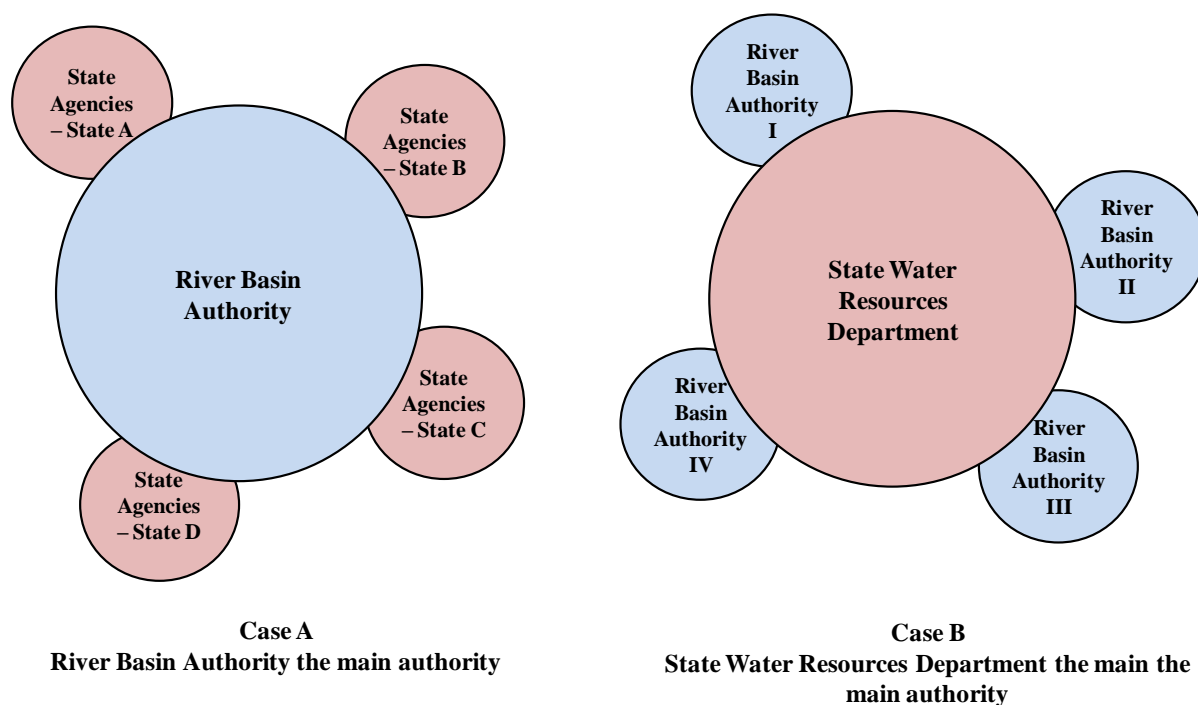 State
Agencies
– State A
State
Agencies
– State B
River Basin
Authority
State
Agencies
– State C
State
Agencies
– State D
Case A
River Basin Authority the main authority
River
Basin
Authority
I
River
Basin
Authority
II
State Water
Resources
Department
River
Basin
Authority
IV
River
Basin
Authority
III
Case B
State Water Resources Department the main the
main authority